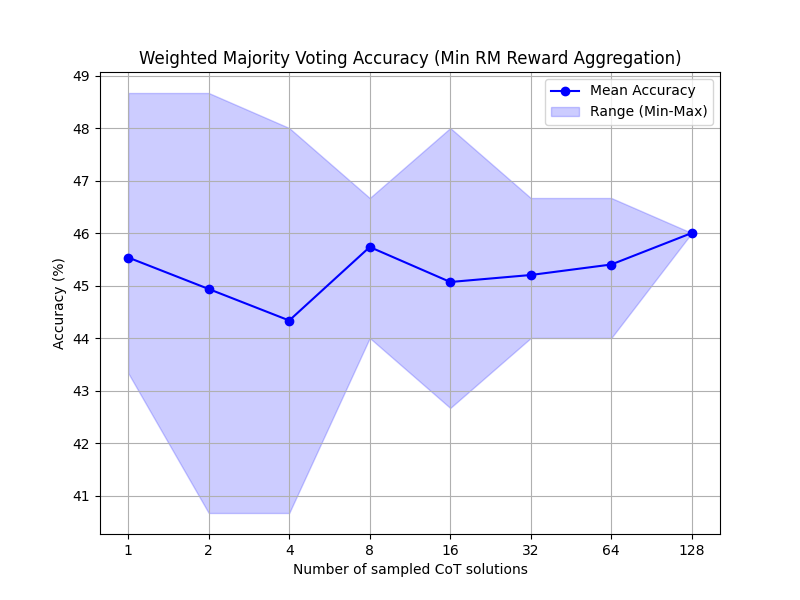 Weighted Majority Voting Accuracy (Min RM Reward Aggregation)
Mean Accuracy
Range (Min-Max)
49
48
47
46
45
44
43
42
41
Accuracy (%)
1 2 4 8 16 32 64 128
Number of sampled CoT solutions